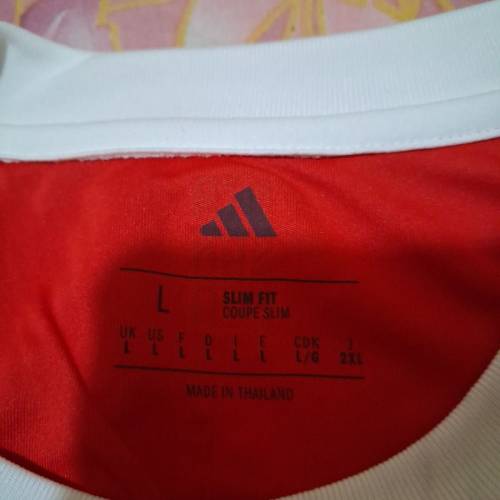 L SLIM FIT
COUPE SLIM
UK US F D I E CDK J
L L L L L L L/G 2XL
MADE IN THAILAND